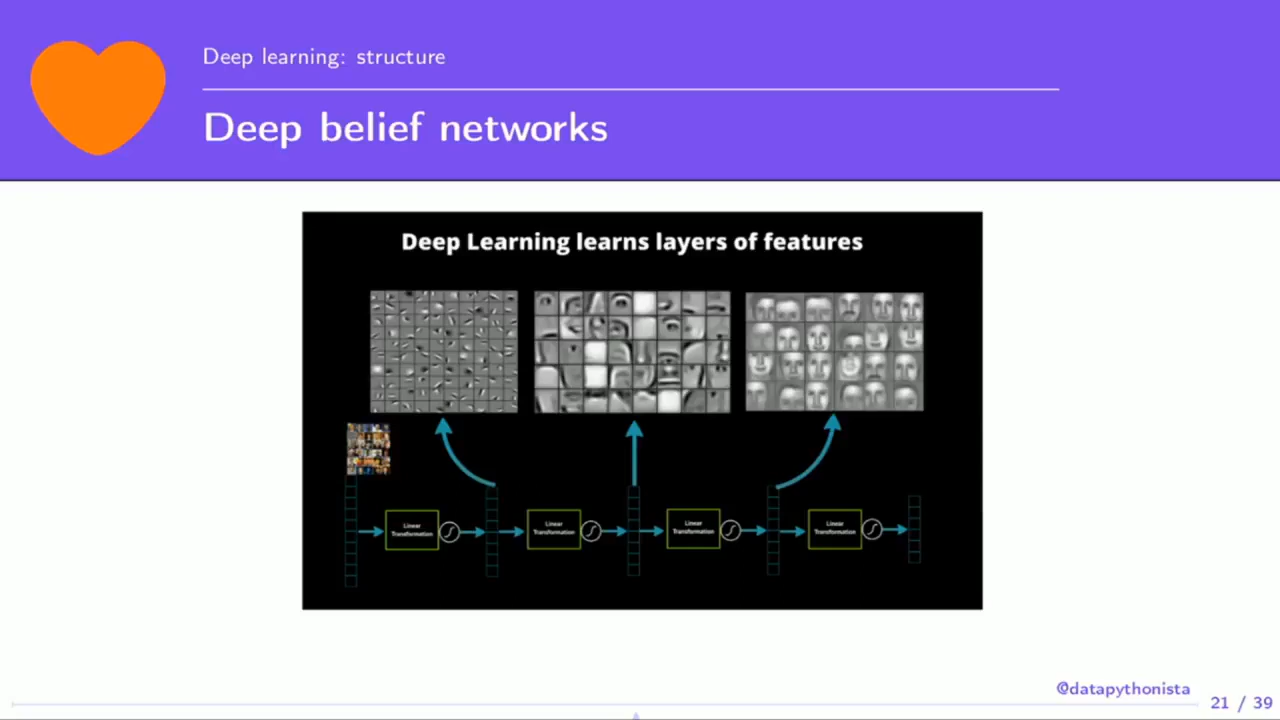 Deep learning: structure
Deep belief networks
Deep Learning learns layers of features
Linear
Transformation
Linear
Transformation
Linear
Transformation
Linear
Transformation
@datapythonista
21 / 39